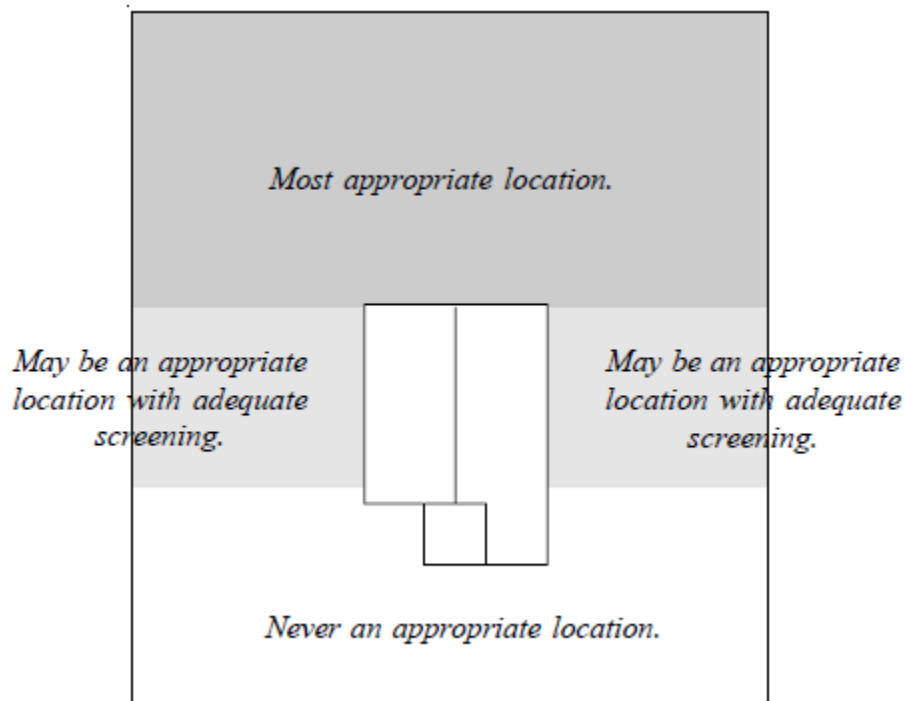 Most appropriate location.
May be an appropriate
location with adequate
screening.
May be an appropriate
location with adequate
screening.
Never an appropriate location.